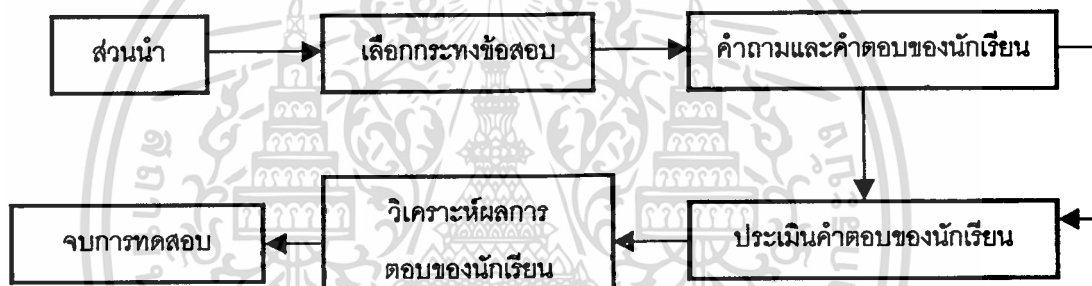 ส่วนนำ
เลือกกระทงข้อสอบ
คำถามและคำตอบของนักเรียน
ประเมินคำตอบของนักเรียน
วิเคราะห์ผลการ
ตอบของนักเรียน
จบการทดสอบ